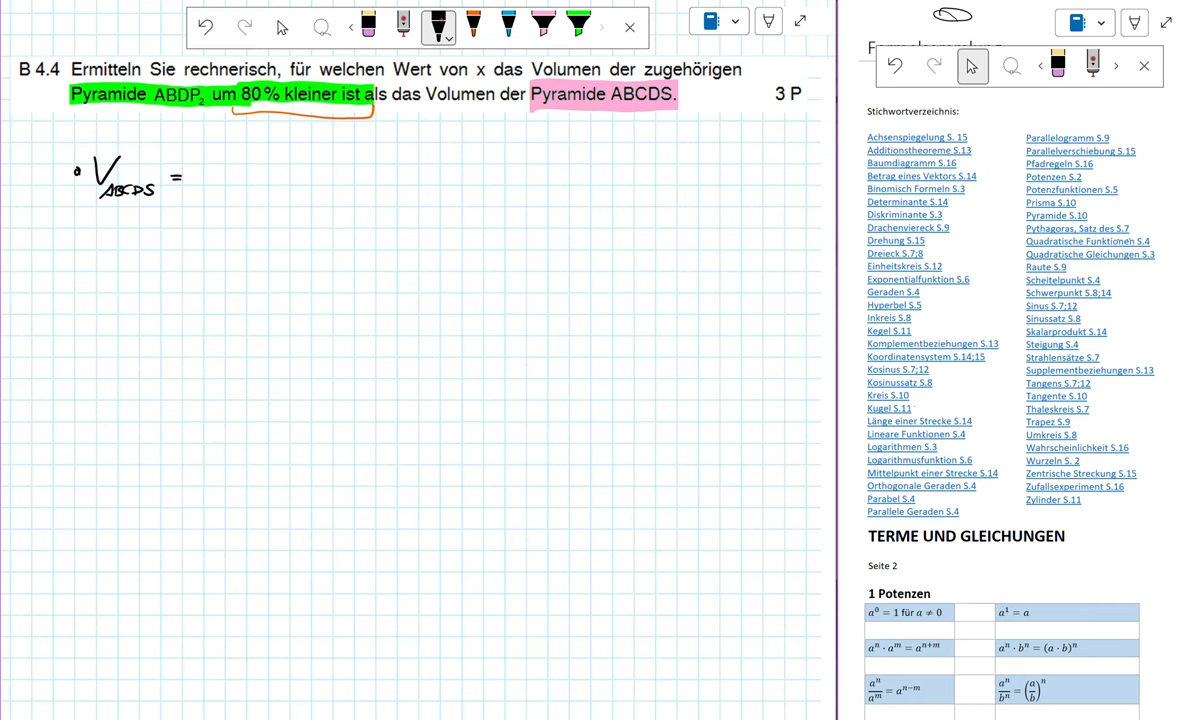 B 4.4 Ermitteln Sie rechnerisch, für welchen Wert von x das Volumen der zugehörigen
Pyramide ABDP2 um 80 % kleiner ist als das Volumen der Pyramide ABCDS. 3 P
V ABCDS =
Stichwortverzeichnis:
Achsenspiegelung S. 15
Additionstheoreme S.13
Baumdiagramm S.16
Betrag eines Vektors S.14
Binomisch Formeln S.3
Determinante S.14
Diskriminante S.3
Drachenviereck S.9
Drehung S.15
Dreieck S.7;8
Einheitskreis S.12
Exponentialfunktion S.6
Geraden S.4
Hyperbel S.5
Inkreis S.8
Kegel S.11
Komplementbeziehungen S.13
Koordinatensystem S.14;15
Kosinus S.7;12
Kosinussatz S.8
Kreis S.10
Kugel S.11
Länge einer Strecke S.14
Lineare Funktionen S.4
Logarithmen S.3
Logarithmusfunktion S.6
Mittelpunkt einer Strecke S.14
Orthogonale Geraden S.4
Parabel S.4
Parallele Geraden S.4
Parallelogramm S.9
Parallelverschiebung S.15
Pfadregeln S.16
Potenzen S.2
Potenzfunktionen S.5
Prisma S.10
Pyramide S.10
Pythagoras, Satz des S.7
Quadratische Funktionen S.4
Quadratische Gleichungen S.3
Raute S.9
Scheitelpunkt S.4
Schwerpunkt S.8;14
Sinus S.7;12
Sinussatz S.8
Skalarprodukt S.14
Steigung S.4
Strahlensätze S.7
Supplementbeziehungen S.13
Tangens S.7;12
Tangente S.10
Thaleskreis S.7
Trapez S.9
Umkreis S.8
Wahrscheinlichkeit S.16
Wurzeln S. 2
Zentrische Streckung S.15
Zufallsexperiment S.16
Zylinder S.11
TERME UND GLEICHUNGEN
Seite 2
1 Potenzen
a⁰ = 1 für a ≠ 0 a¹ = a
aⁿ · aᵐ = aⁿ⁺ᵐ aⁿ · bⁿ = (a · b)ⁿ
aⁿ/aᵐ = aⁿ⁻ᵐ aⁿ/bⁿ = (a/b)ⁿ